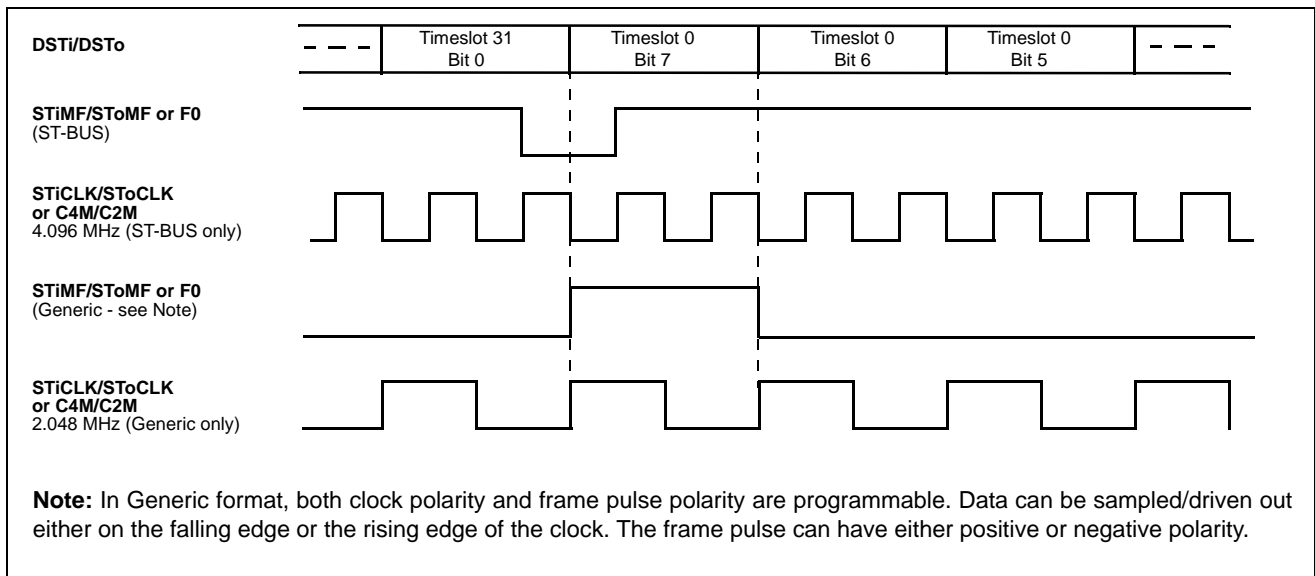 DSTi/DSTo
Timeslot 31
Bit 0
Timeslot 0
Bit 7
Timeslot 0
Bit 6
Timeslot 0
Bit 5
STiMF/SToMF or F0
(ST-BUS)
STiCLK/SToCLK
or C4M/C2M
4.096 MHz (ST-BUS only)
STiMF/SToMF or F0
(Generic - see Note)
STiCLK/SToCLK
or C4M/C2M
2.048 MHz (Generic only)
Note: In Generic format, both clock polarity and frame pulse polarity are programmable. Data can be sampled/driven out
either on the falling edge or the rising edge of the clock. The frame pulse can have either positive or negative polarity.